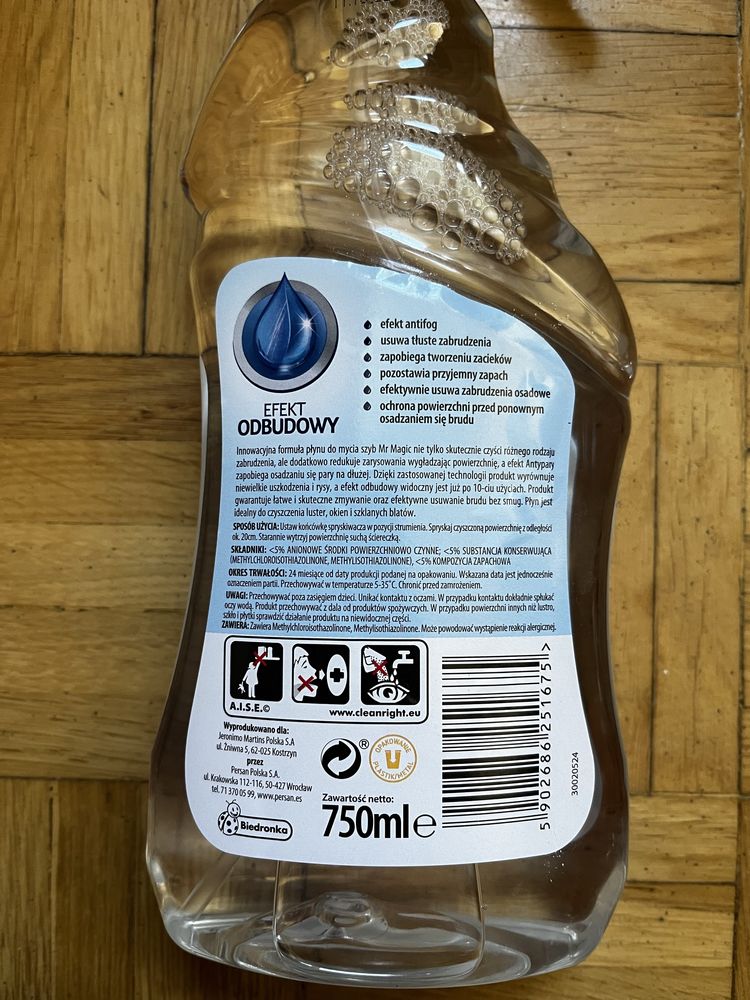 efekt antifog
usuwa tłuste zabrudzenia
zapobiega tworzeniu zacieków
pozostawia przyjemny zapach
efektywnie usuwa zabrudzenia osadowe
ochrona powierzchni przed ponownym
osadzaniem się brudu
EFEKT
ODBUDOWY
Innowacyjna formuła płynu do mycia szyb Mr Magic nie tylko skutecznie czyści różnego rodzaju
zabrudzenia, ale dodatkowo redukuje zarysowania wygładzając powierzchnię, a efekt Antypary
zapobiega osadzaniu się pary na dłużej. Dzięki zastosowanej technologii produkt wyrównuje
niewielkie uszkodzenia i rysy, a efekt odbudowy widoczny jest już po 10-ciu użyciach. Produkt
gwarantuje łatwe i skuteczne zmywanie oraz efektywne usuwanie brudu bez smug. Płyn jest
idealny do czyszczenia luster, okien i szklanych blatów.
SPOSÓB UŻYCIA: Ustaw końcówkę spryskiwacza w pozycji strumienia. Spryskaj czyszczoną powierzchnię z odległości
ok. 20cm. Starannie wytrzyj powierzchnię suchą ściereczką.
SKŁADNIKI: <5% ANIONOWE ŚRODKI POWIERZCHNIOWO CZYNNE; <5% SUBSTANCJA KONSERWUJĄCA
(METHYLCHLOROISOTHIAZOLINONE, METHYLISOTHIAZOLINONE), <5% KOMPOZYCJA ZAPACHOWA
OKRES TRWAŁOŚCI: 24 miesiące od daty produkcji podanej na opakowaniu. Wskazana data jest jednocześnie
oznaczeniem partii. Przechowywać w temperaturze 5-35°C. Chronić przed zamrożeniem.
UWAGI: Przechowywać poza zasięgiem dzieci. Unikać kontaktu z oczami. W przypadku kontaktu dokładnie spłukać
oczy wodą. Produkt przechowywać z dala od produktów spożywczych. W przypadku powierzchni innych niż lustro,
szkło i płytki sprawdzić działanie produktu na niewidocznej części.
ZAWIERA: Zawiera Methylchloroisothazolinone, Methylisothiazolinone. Może powodować wystąpienie reakcji alergicznej.
A.I.S.E.©
www.cleanright.eu
Wyprodukowano dla:
Jeronimo Martins Polska S.A
ul. Żniwna 5, 62-025 Kostrzyn
przez
Persan Polska S.A.
ul. Krakowska 112-116, 50-427 Wrocław
tel. 71 370 05 99, www.persan.es
Biedronka
®
OPAKOWANIE
PLASTIK/METAL
Zawartość netto:
750ml e
5 902686 251675 >
30020524